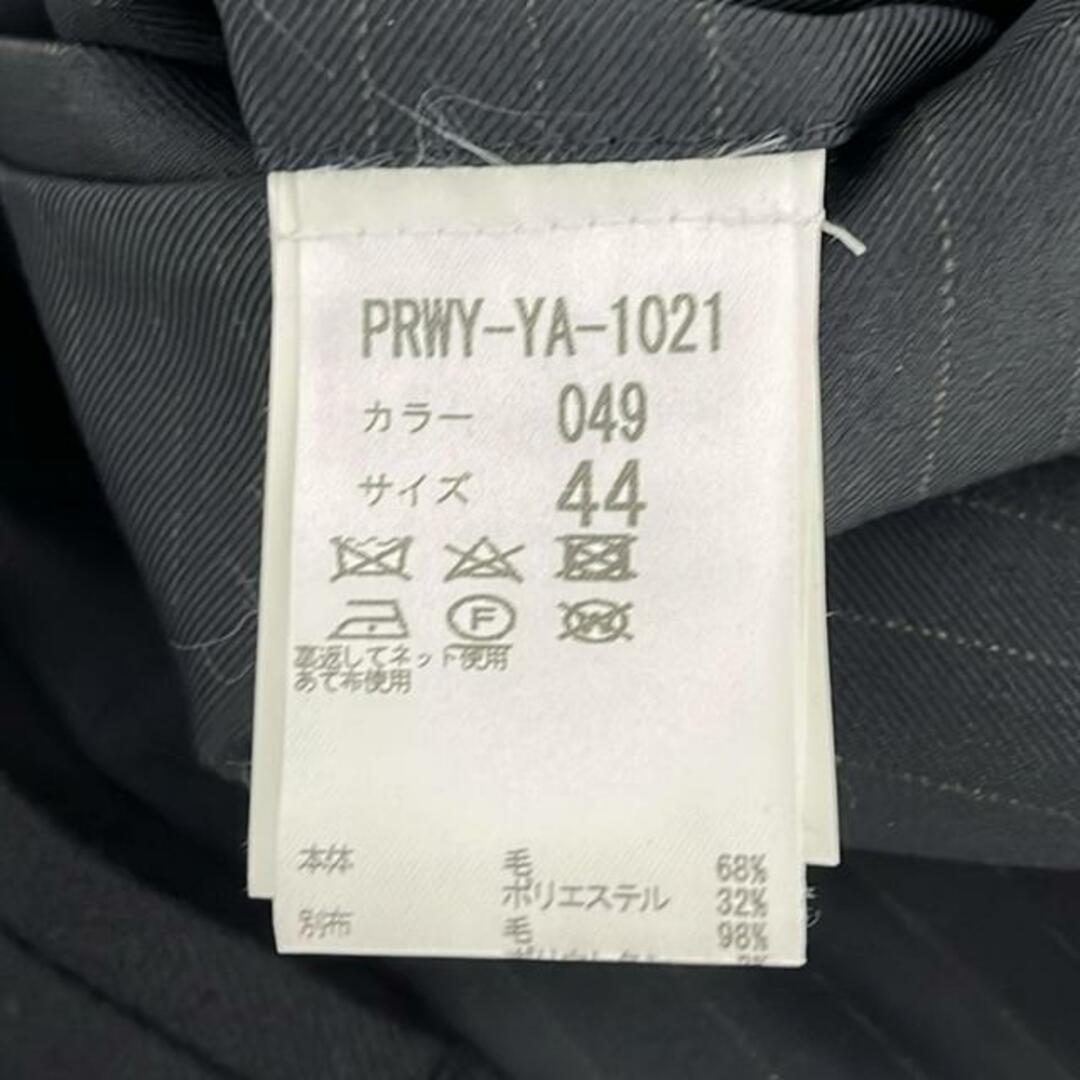 PRWY-YA-1021
カラー 049
サイズ 44
F
W
裏返してネット使用
あて布使用
本体 毛 68%
ポリエステル 32%
別布 毛 98%